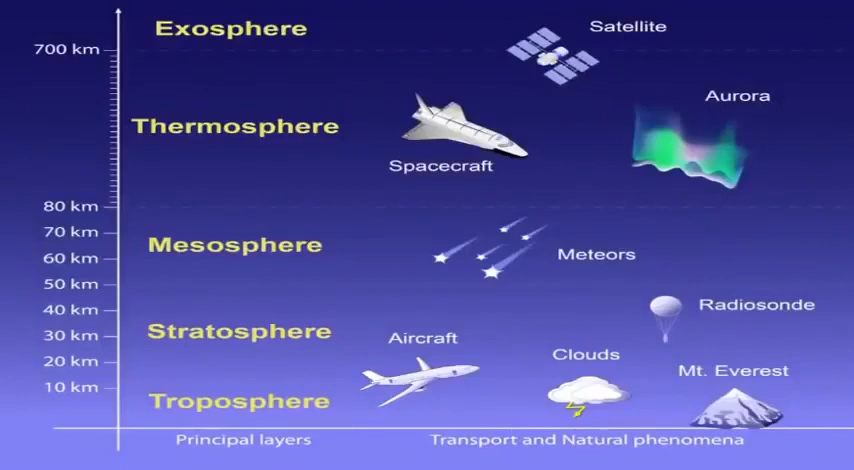 Exosphere
Satellite
700 km
Aurora
Thermosphere
Spacecraft
80 km
70 km
Mesosphere
Meteors
60 km
50 km
Radiosonde
40 km
Stratosphere
30 km
Aircraft
Clouds
20 km
Mt. Everest
10 km
Troposphere
Principal layers
Transport and Natural phenomena